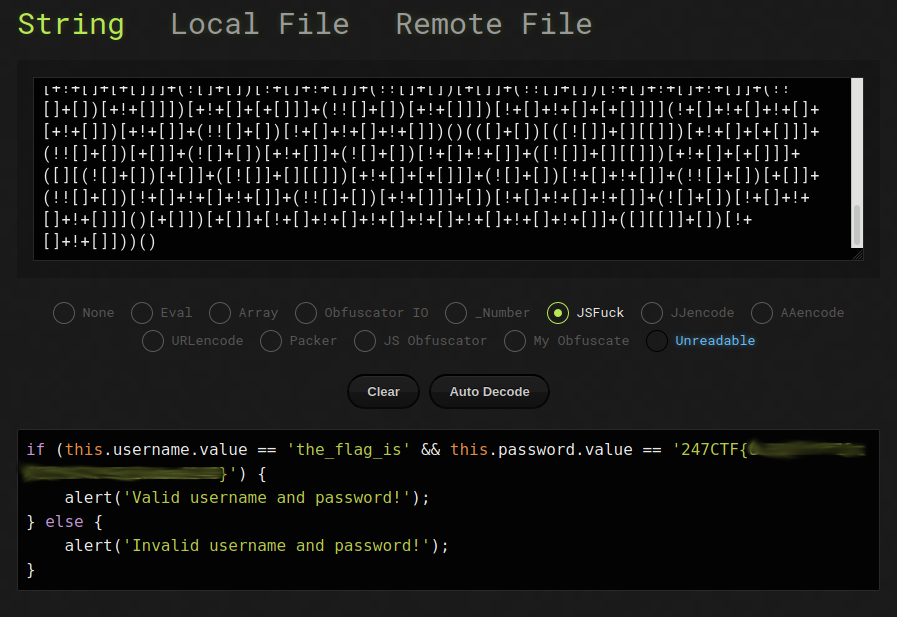 String Local File Remote File
[]+[])[+!+[]]])[+!+[]+[+[]]]+(!![]+[])[+!+[]]])[!+[]+!+[]+[+[]]]](!+[]+!+[]+!+[]+
[+!+[]])[+!+[]]+(!![]+[])[!+[]+!+[]+!+[]])()(([]+[])[([![]]+[][[]])[+!+[]+[+[]]]+
(!![]+[])[+[]]+(![]+[])[+!+[]]+(![]+[])[!+[]+!+[]]+([![]]+[][[]])[+!+[]+[+[]]]+
([][(![]+[])[+[]]+([![]]+[][[]])[+!+[]+[+[]]]+(![]+[])[!+[]+!+[]]+(!![]+[])[+[]]+
(!![]+[])[!+[]+!+[]+!+[]]+(!![]+[])[+!+[]]]+[])[!+[]+!+[]+!+[]]+(![]+[])[!+[]+!+
[]+!+[]]]()[+[]])[+[]]+[!+[]+!+[]+!+[]+!+[]+!+[]+!+[]+!+[]]+([][[]]+[])[!+
[]+!+[]]))()
None Eval Array Obfuscator IO _Number JSFuck JJencode AAencode
URLencode Packer JS Obfuscator My Obfuscate Unreadable
Clear Auto Decode
if (this.username.value == 'the_flag_is' && this.password.value == '247CTF{
}') {
alert('Valid username and password!');
} else {
alert('Invalid username and password!');
}